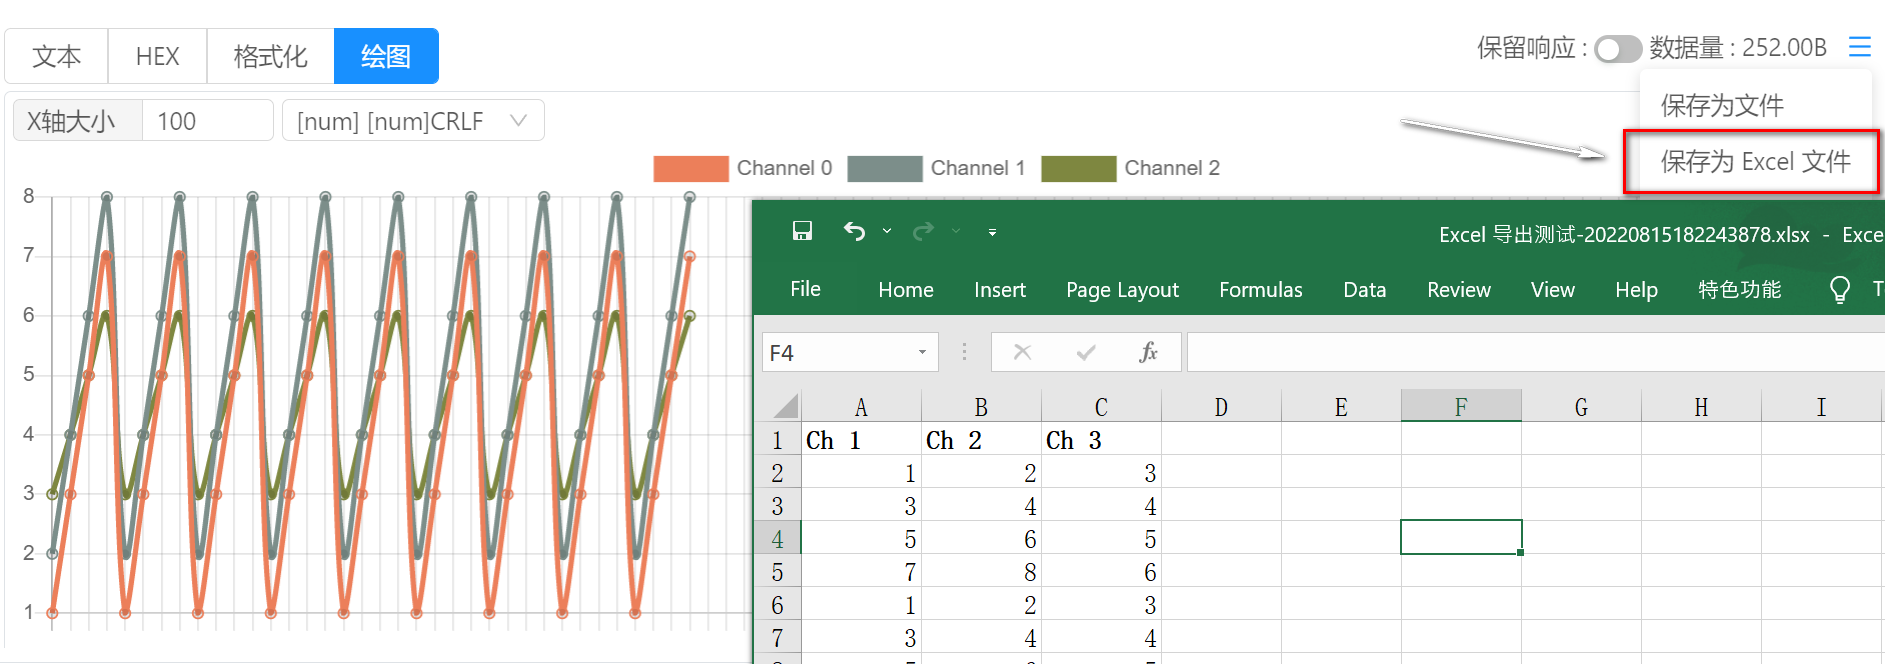 文本 HEX 格式化 绘图 保留响应 : 数据量 : 252.00B
X轴大小 100 [num] [num]CRLF
保存为文件
保存为 Excel 文件
Channel 0 Channel 1 Channel 2
8
7
6
5
4
3
2
1
Excel 导出测试-20220815182243878.xlsx - Exce
File Home Insert Page Layout Formulas Data Review View Help 特色功能 T
F4 fx
A B C D E F G H I
1 Ch 1 Ch 2 Ch 3
2 1 2 3
3 3 4 4
4 5 6 5
5 7 8 6
6 1 2 3
7 3 4 4